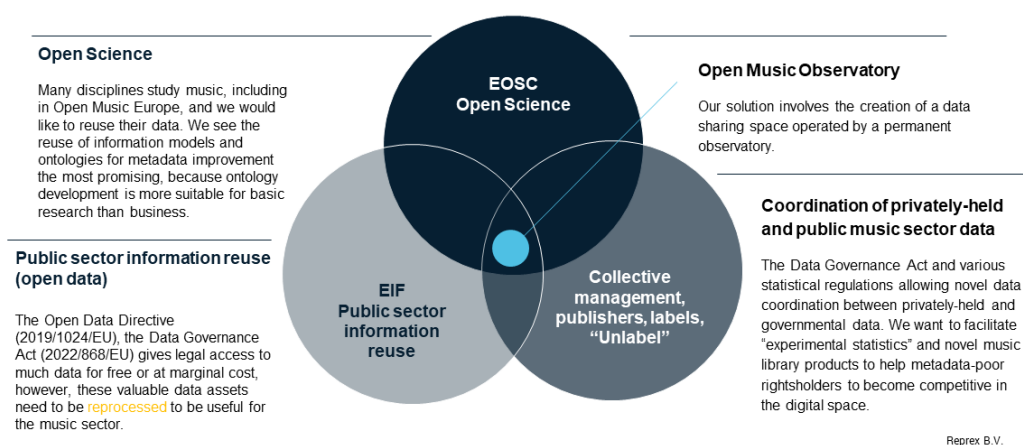 Open Science
Many disciplines study music, including
in Open Music Europe, and we would
like to reuse their data. We see the
reuse of information models and
ontologies for metadata improvement
the most promising, because ontology
development is more suitable for basic
research than business.
Public sector information reuse
(open data)
The Open Data Directive
(2019/1024/EU), the Data Governance
Act (2022/868/EU) gives legal access to
much data for free or at marginal cost,
however, these valuable data assets
need to be reprocessed to be useful for
the music sector.
EOSC
Open Science
EIF
Public sector
information
reuse
Collective
management,
publishers, labels,
“Unlabel”
Open Music Observatory
Our solution involves the creation of a data
sharing space operated by a permanent
observatory.
Coordination of privately-held
and public music sector data
The Data Governance Act and various
statistical regulations allowing novel data
coordination between privately-held and
governmental data. We want to facilitate
“experimental statistics” and novel music
library products to help metadata-poor
rightsholders to become competitive in
the digital space.
Reprex B.V.